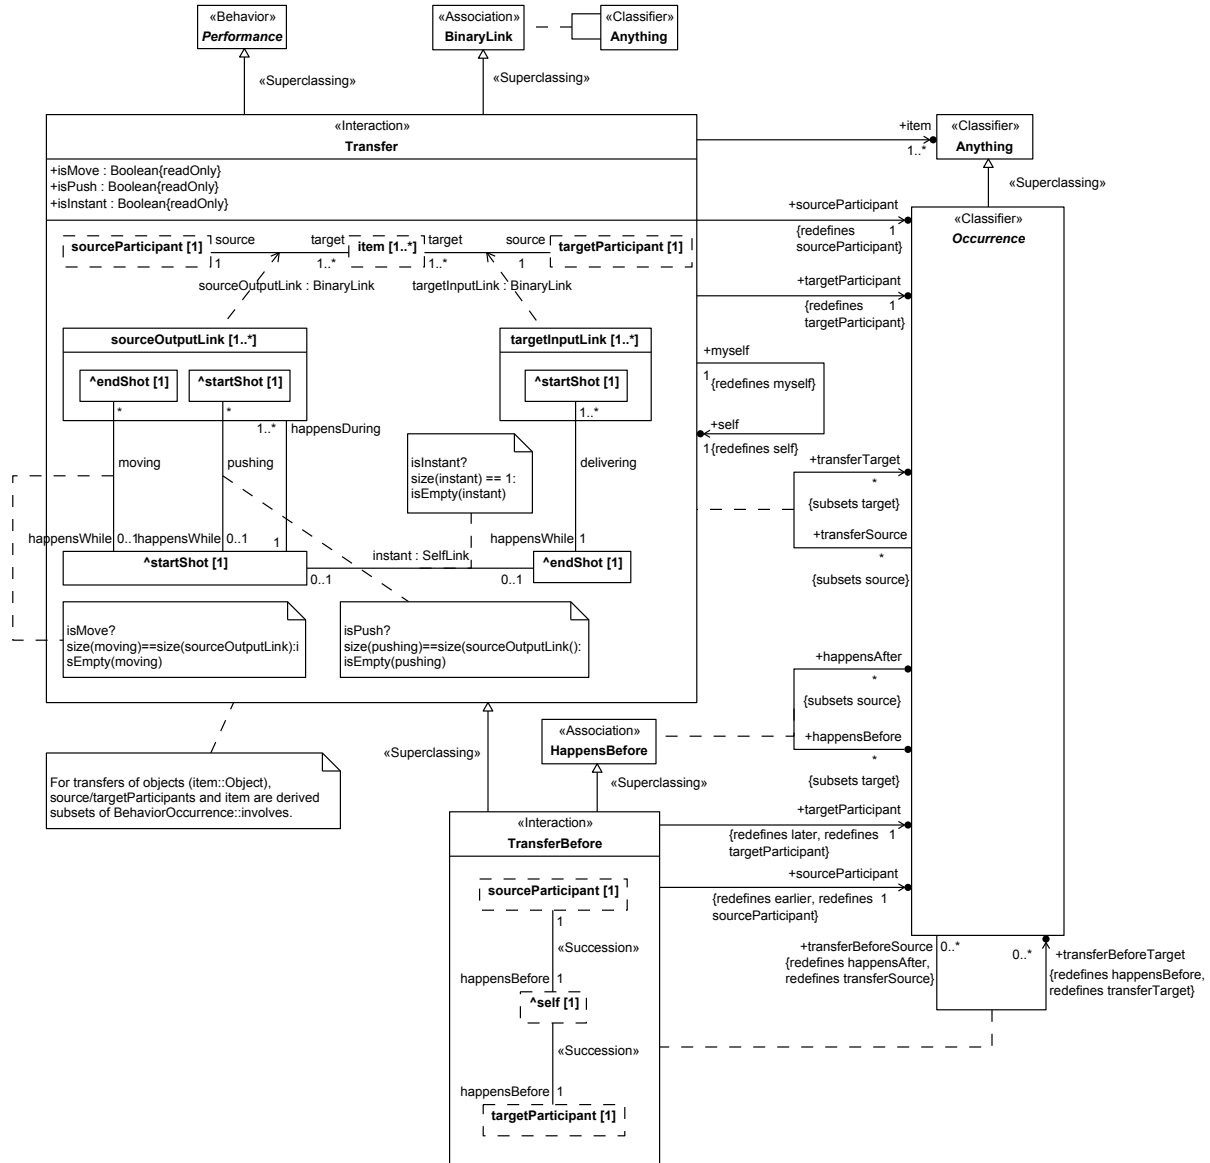 «Behavior»
Performance
«Association»
BinaryLink
«Classifier»
Anything
«Superclassing»
«Superclassing»
«Interaction»
Transfer
+isMove : Boolean{readOnly}
+isPush : Boolean{readOnly}
+isInstant : Boolean{readOnly}
+item
1..*
«Classifier»
Anything
«Superclassing»
«Classifier»
Occurrence
+sourceParticipant
{redefines 1
sourceParticipant}
+targetParticipant
{redefines 1
targetParticipant}
sourceParticipant [1]
source
1
target
1..*
item [1..*]
target
1..*
source
1
targetParticipant [1]
sourceOutputLink : BinaryLink
targetInputLink : BinaryLink
sourceOutputLink [1..*]
^endShot [1]
^startShot [1]
targetInputLink [1..*]
^startShot [1]
*
*
1..*
happensDuring
1..*
+myself
1
{redefines myself}
+self
1
{redefines self}
moving
pushing
isInstant?
size(instant) == 1:
isEmpty(instant)
delivering
+transferTarget
*
{subsets target}
+transferSource
*
{subsets source}
happensWhile 0..1
happensWhile 0..1
1
instant : SelfLink
happensWhile 1
^startShot [1]
0..1
0..1
^endShot [1]
isMove?
size(moving)==size(sourceOutputLink):i
sEmpty(moving)
isPush?
size(pushing)==size(sourceOutputLink():
isEmpty(pushing)
+happensAfter
*
{subsets source}
+happensBefore
*
{subsets target}
«Superclassing»
«Association»
HappensBefore
«Superclassing»
For transfers of objects (item::Object),
source/targetParticipants and item are derived
subsets of BehaviorOccurrence::involves.
«Interaction»
TransferBefore
+targetParticipant
{redefines later, redefines 1
targetParticipant}
+sourceParticipant
{redefines earlier, redefines 1
sourceParticipant}
sourceParticipant [1]
1
«Succession»
happensBefore 1
^self [1]
«Succession»
happensBefore 1
targetParticipant [1]
+transferBeforeSource
0..*
{redefines happensAfter,
redefines transferSource}
0..*
+transferBeforeTarget
{redefines happensBefore,
redefines transferTarget}